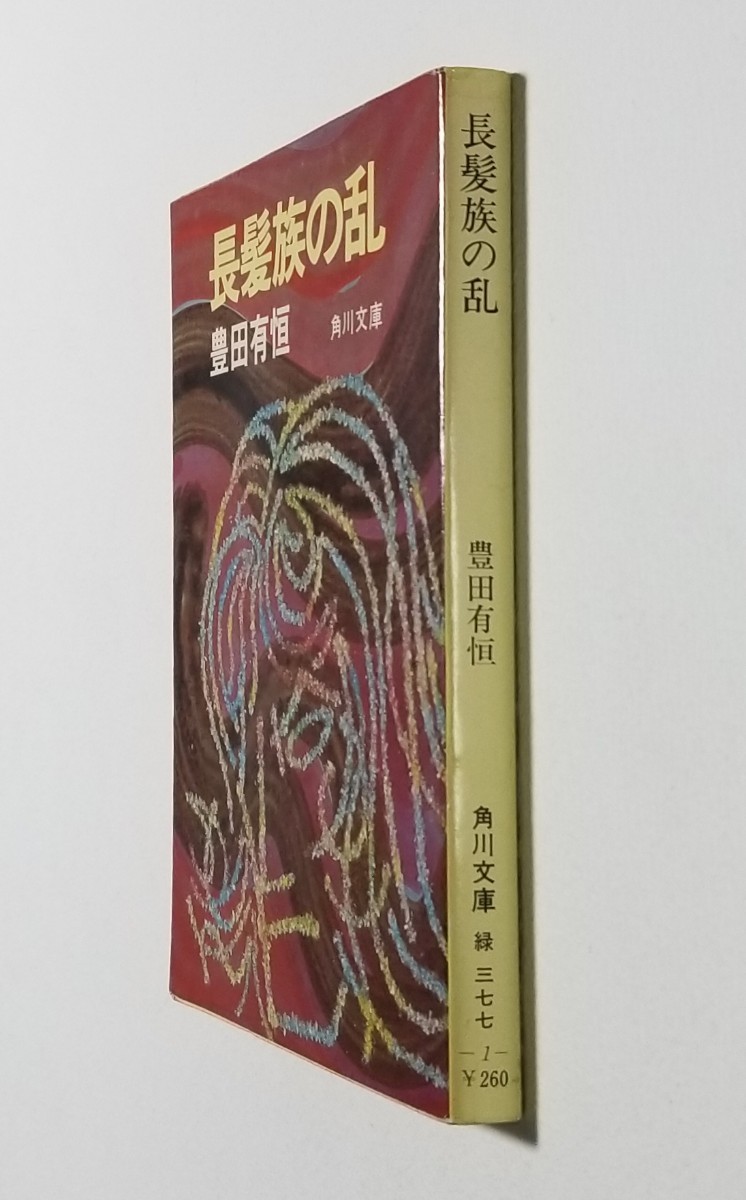 長髪族の乱
豊田有恒
角川文庫
長髪族の乱
豊田有恒
角川文庫
緑 三七七
—1—
¥260